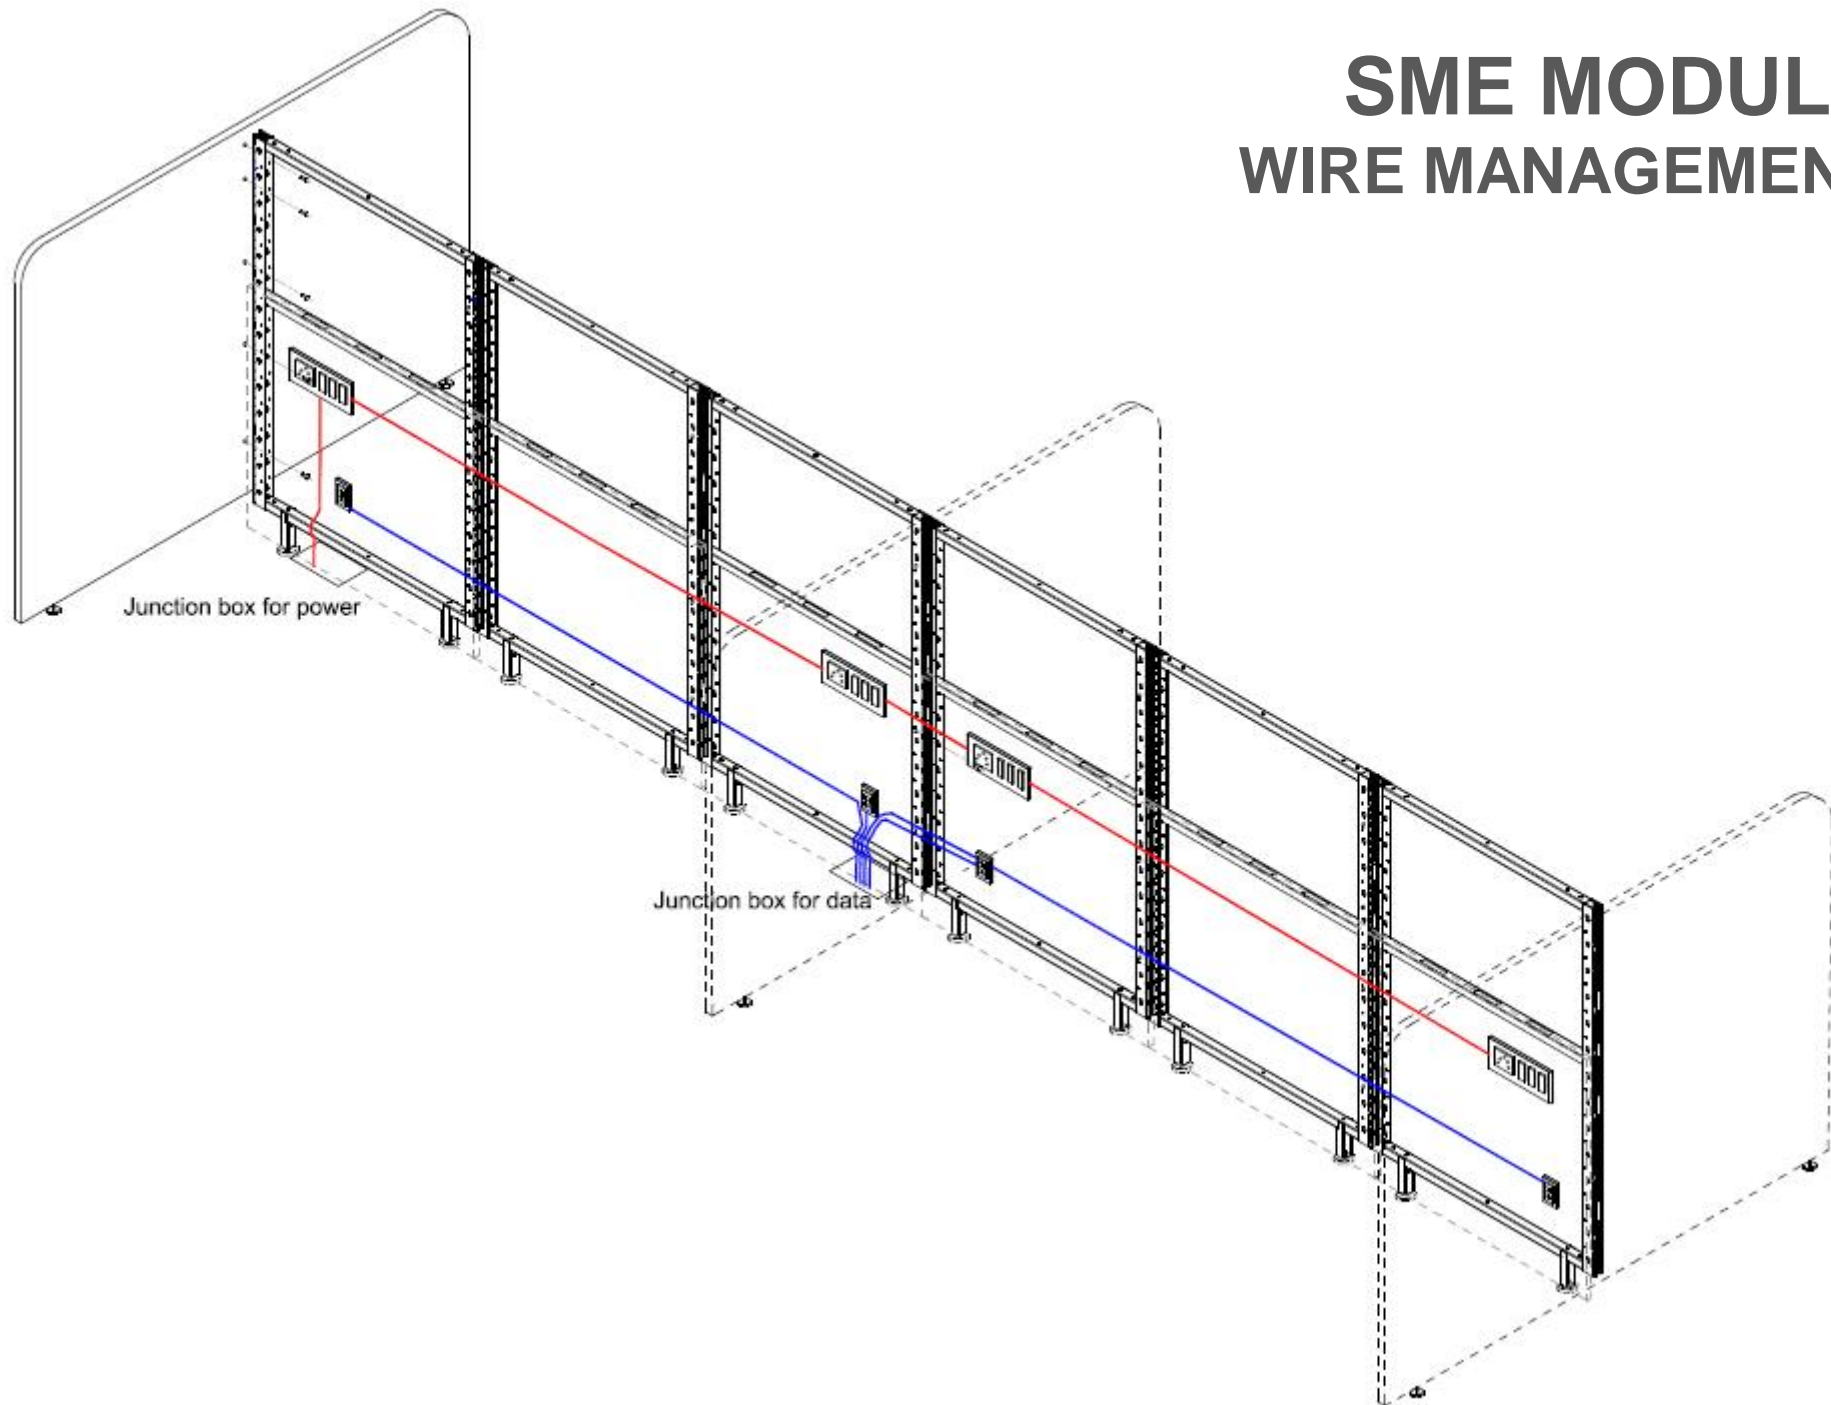 SME MODUL
WIRE MANAGEMEN
Junction box for power
Junction box for data